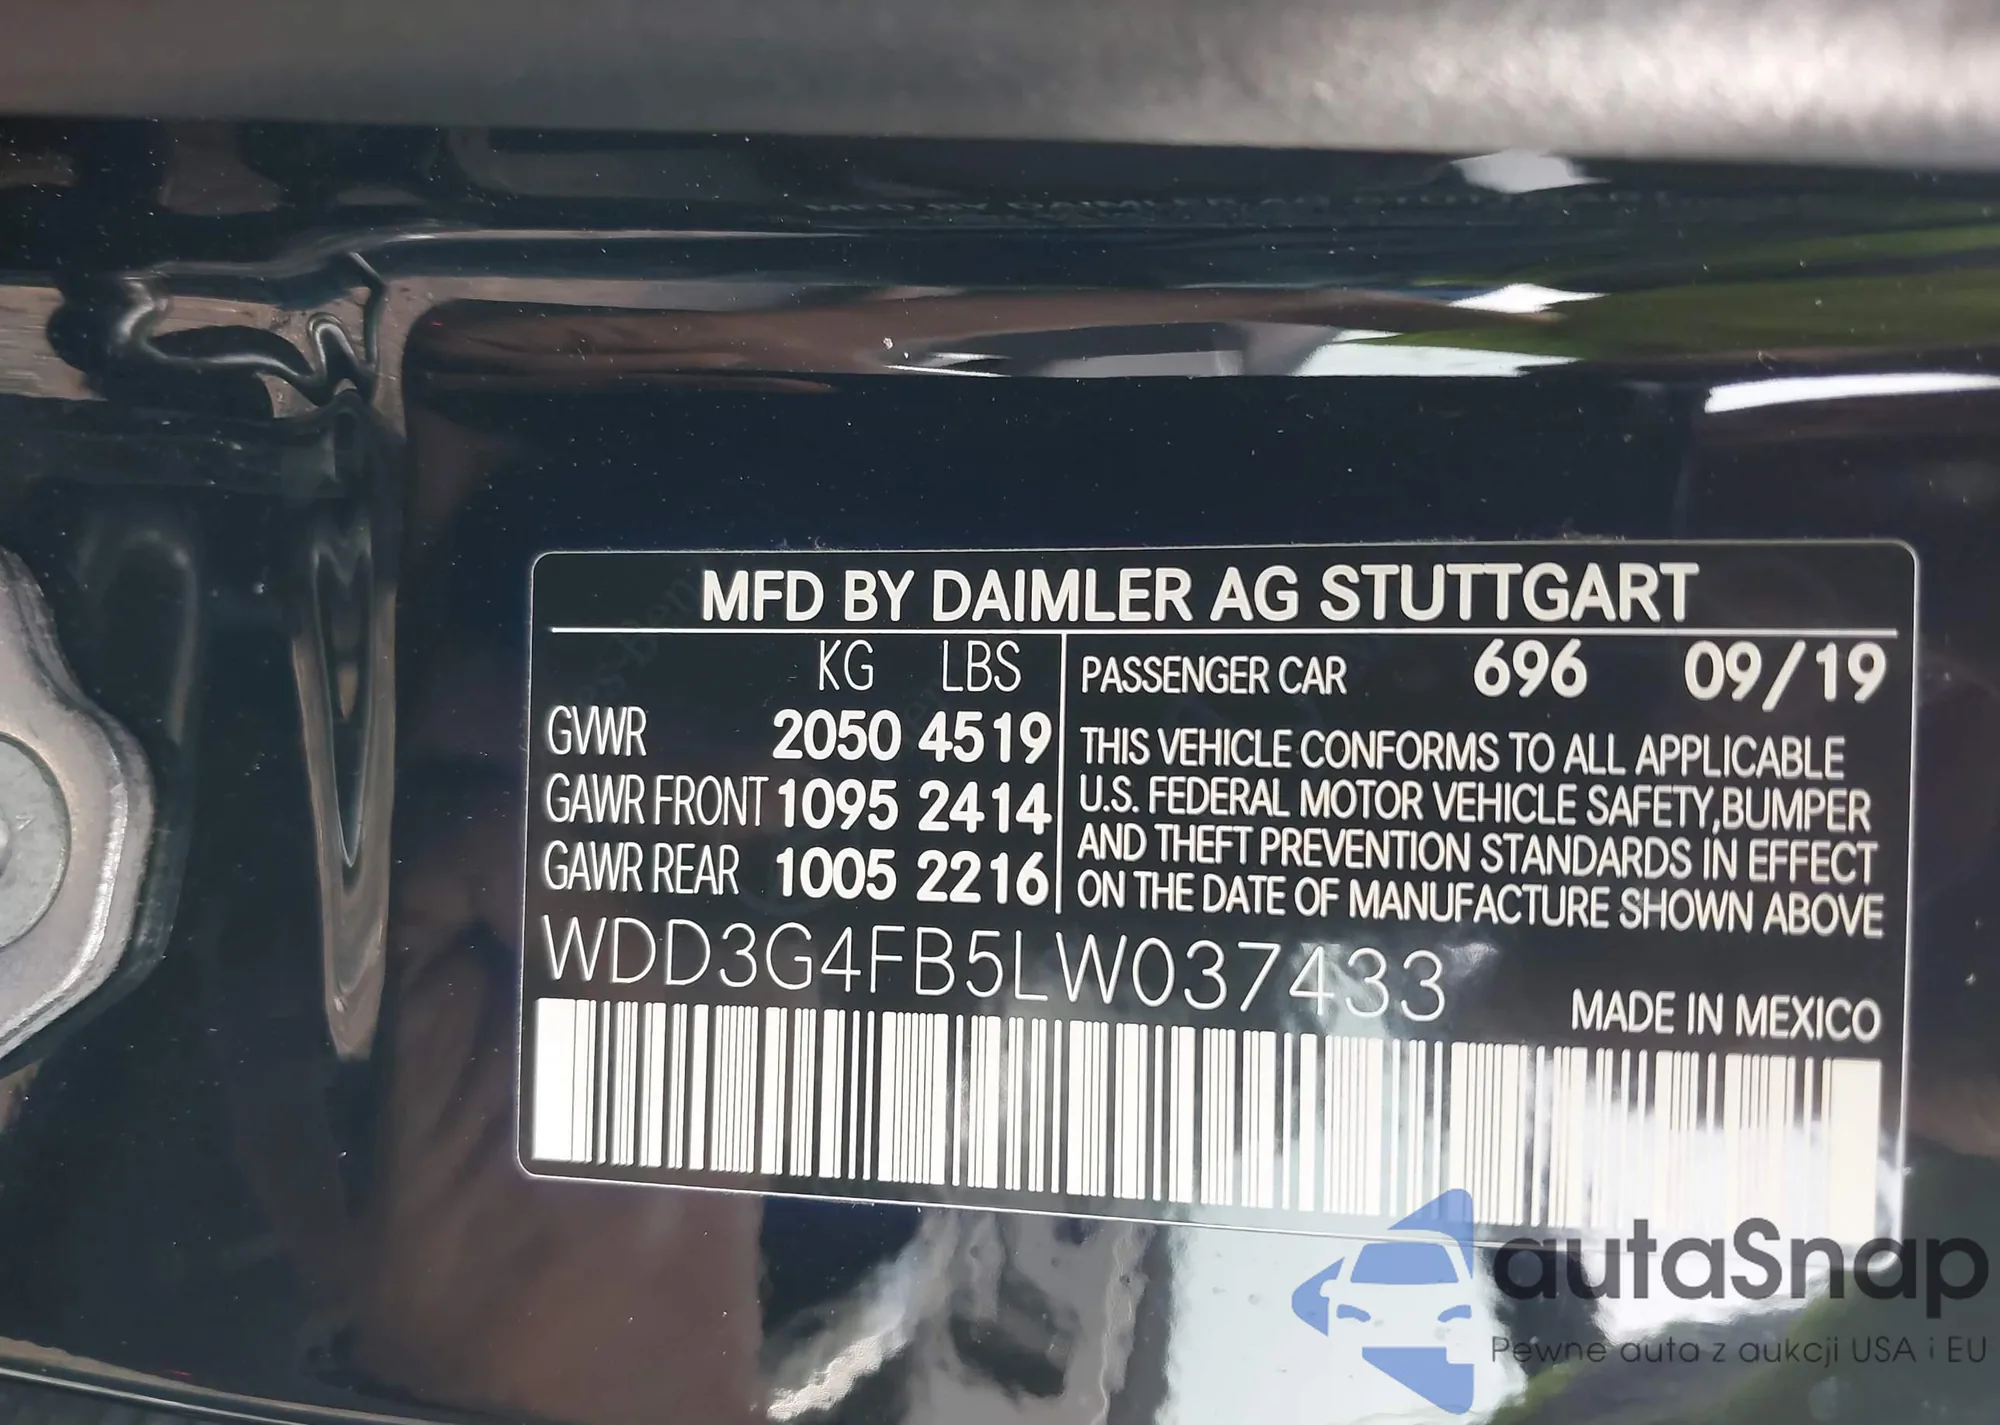 MFD BY DAIMLER AG STUTTGART
KG LBS
GVWR 2050 4519
GAWR FRONT 1095 2414
GAWR REAR 1005 2216
PASSENGER CAR 696 09/19
THIS VEHICLE CONFORMS TO ALL APPLICABLE
U.S. FEDERAL MOTOR VEHICLE SAFETY,BUMPER
AND THEFT PREVENTION STANDARDS IN EFFECT
ON THE DATE OF MANUFACTURE SHOWN ABOVE
WDD3G4FB5LW037433
MADE IN MEXICO
autaSnap
Pewne auta z aukcji USA i EU